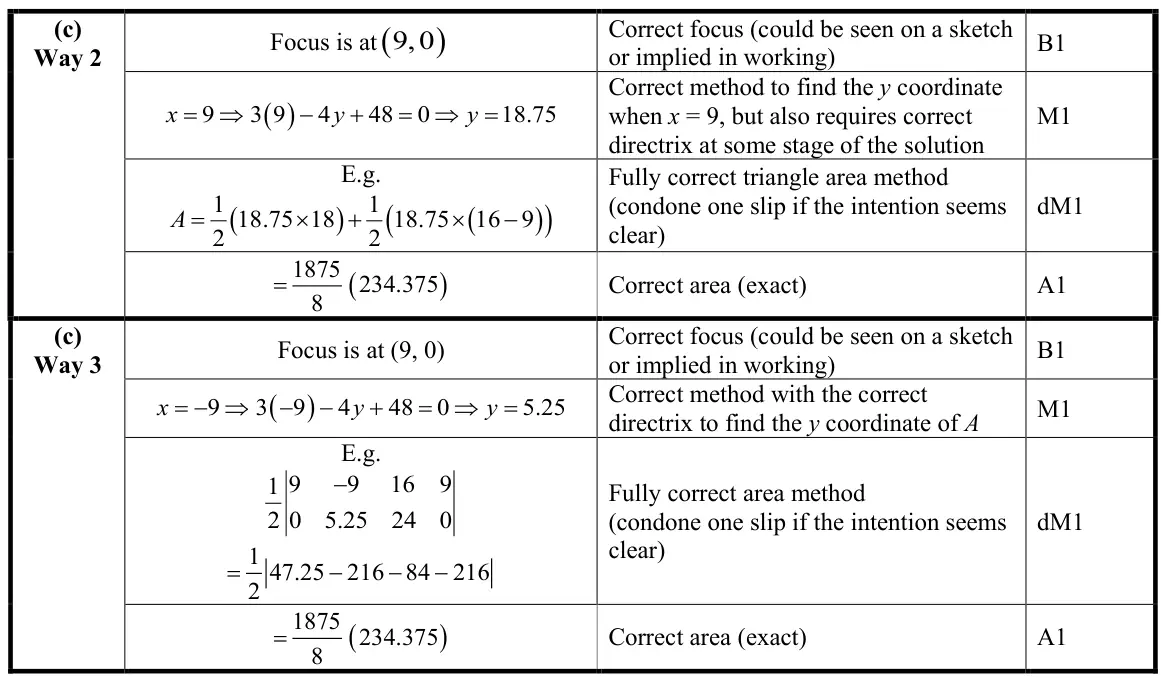 (c)
Way 2
Focus is at (9, 0)
Correct focus (could be seen on a sketch
or implied in working)
B1
x = 9 ⇒ 3(9) − 4y + 48 = 0 ⇒ y = 18.75
Correct method to find the y coordinate
when x = 9, but also requires correct
directrix at some stage of the solution
M1
E.g.
A = 1/2 (18.75 × 18) + 1/2 (18.75 × (16 − 9))
Fully correct triangle area method
(condone one slip if the intention seems
clear)
dM1
= 1875/8 (234.375)
Correct area (exact)
A1
(c)
Way 3
Focus is at (9, 0)
Correct focus (could be seen on a sketch
or implied in working)
B1
x = −9 ⇒ 3(−9) − 4y + 48 = 0 ⇒ y = 5.25
Correct method with the correct
directrix to find the y coordinate of A
M1
E.g.
1/2 |9 −9 16 9|
|0 5.25 24 0|
= 1/2 |47.25 − 216 − 84 − 216|
Fully correct area method
(condone one slip if the intention seems
clear)
dM1
= 1875/8 (234.375)
Correct area (exact)
A1